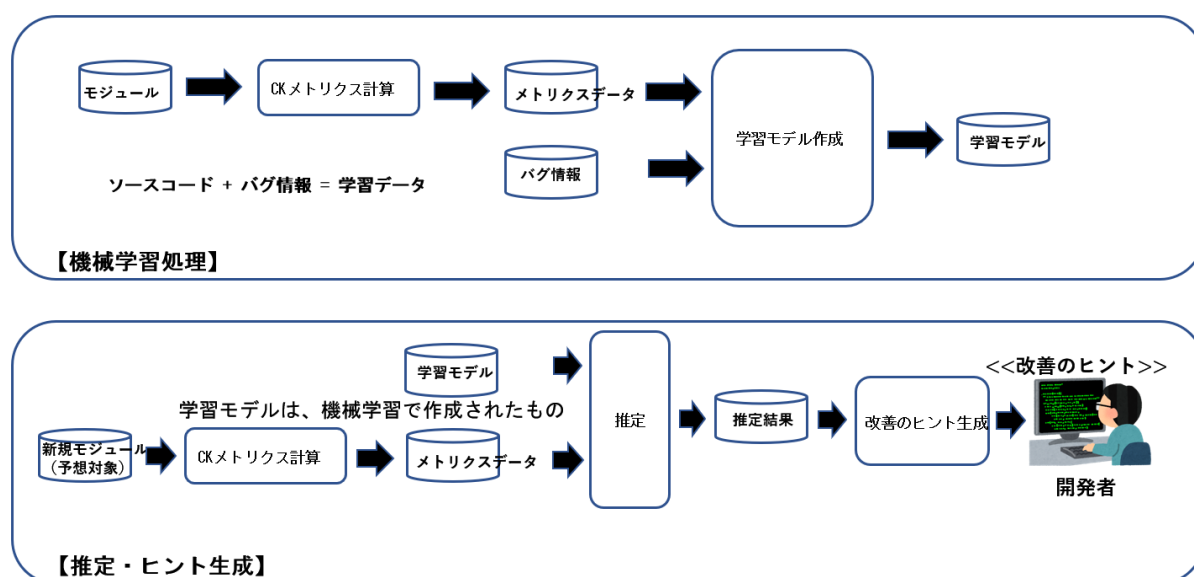 モジュール
CKメトリクス計算
メトリクスデータ
学習モデル作成
学習モデル
バグ情報
ソースコード + バグ情報 = 学習データ
【機械学習処理】
<<改善のヒント>>
学習モデル
学習モデルは、機械学習で作成されたもの
推定
推定結果
改善のヒント生成
新規モジュール
（予想対象）
CKメトリクス計算
メトリクスデータ
開発者
【推定・ヒント生成】